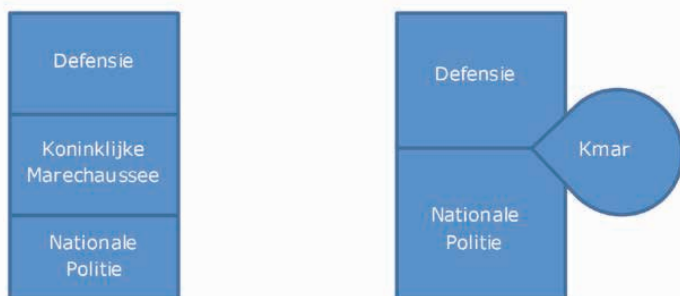 Defensie
Koninklijke
Marechaussee
Nationale
Politie
Defensie
Kmar
Nationale
Politie